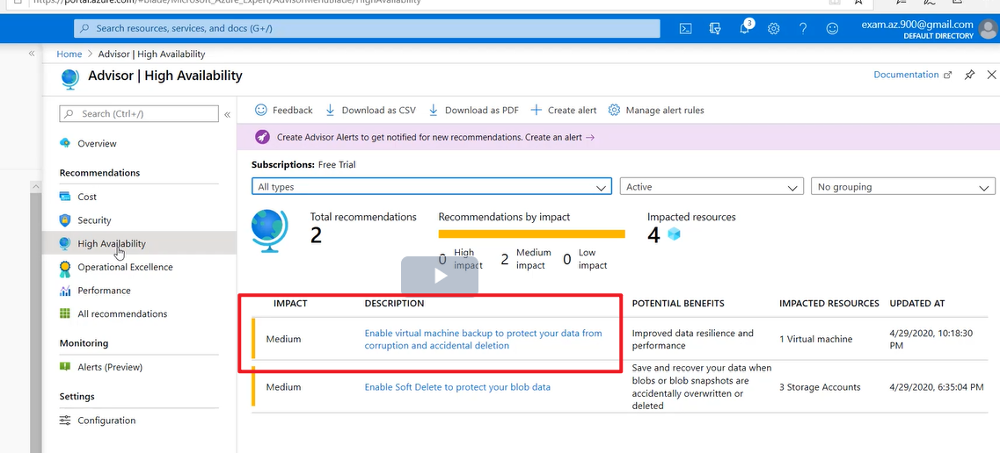 https://portal.azure.com/#blade/Microsoft_Azure_Expert/AdvisorMenuBlade/HighAvailability
Search resources, services, and docs (G+/)
3
exam.az.900@gmail.com
DEFAULT DIRECTORY
Home > Advisor | High Availability
Advisor | High Availability
Documentation
Search (Ctrl+/)
Overview
Recommendations
Cost
Security
High Availability
Operational Excellence
Performance
All recommendations
Monitoring
Alerts (Preview)
Settings
Configuration
Feedback
Download as CSV
Download as PDF
Create alert
Manage alert rules
Create Advisor Alerts to get notified for new recommendations. Create an alert →
Subscriptions: Free Trial
All types
Active
No grouping
Total recommendations
2
Recommendations by impact
0 High impact
2 Medium impact
0 Low impact
Impacted resources
4
IMPACT DESCRIPTION POTENTIAL BENEFITS IMPACTED RESOURCES UPDATED AT
Medium
Enable virtual machine backup to protect your data from
corruption and accidental deletion
Improved data resilience and
performance
1 Virtual machine
4/29/2020, 10:18:30
PM
Medium
Enable Soft Delete to protect your blob data
Save and recover your data when
blobs or blob snapshots are
accidentally overwritten or
deleted
3 Storage Accounts
4/29/2020, 6:35:04 PM